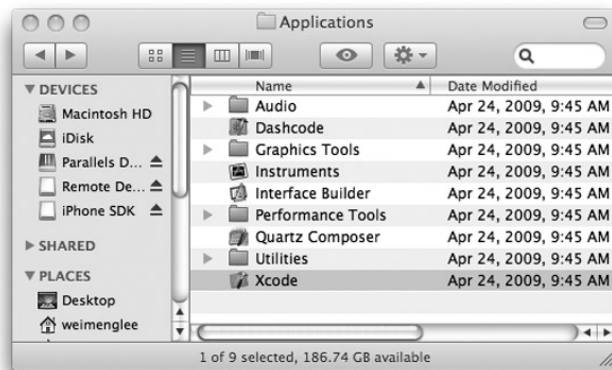 Applications
DEVICES
Macintosh HD
iDisk
Parallels D...
Remote De...
iPhone SDK
SHARED
PLACES
Desktop
weimenglee
Name Date Modified
Audio Apr 24, 2009, 9:45 AM
Dashcode Apr 24, 2009, 9:45 AM
Graphics Tools Apr 24, 2009, 9:45 AM
Instruments Apr 24, 2009, 9:45 AM
Interface Builder Apr 24, 2009, 9:45 AM
Performance Tools Apr 24, 2009, 9:45 AM
Quartz Composer Apr 24, 2009, 9:45 AM
Utilities Apr 24, 2009, 9:45 AM
Xcode Apr 24, 2009, 9:45 AM
1 of 9 selected, 186.74 GB available